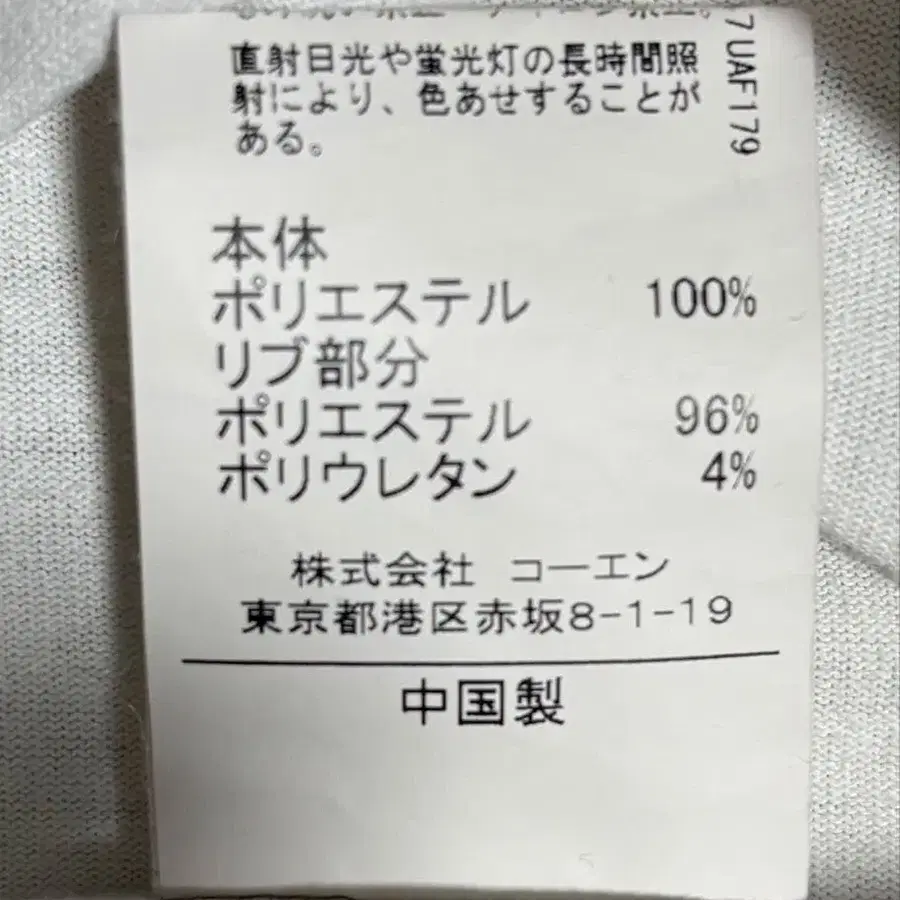 直射日光や蛍光灯の長時間照
射により、色あせすることが
ある。
7UAF179
本体
ポリエステル 100%
リブ部分
ポリエステル 96%
ポリウレタン 4%
株式会社 コーエン
東京都港区赤坂8-1-19
中国製